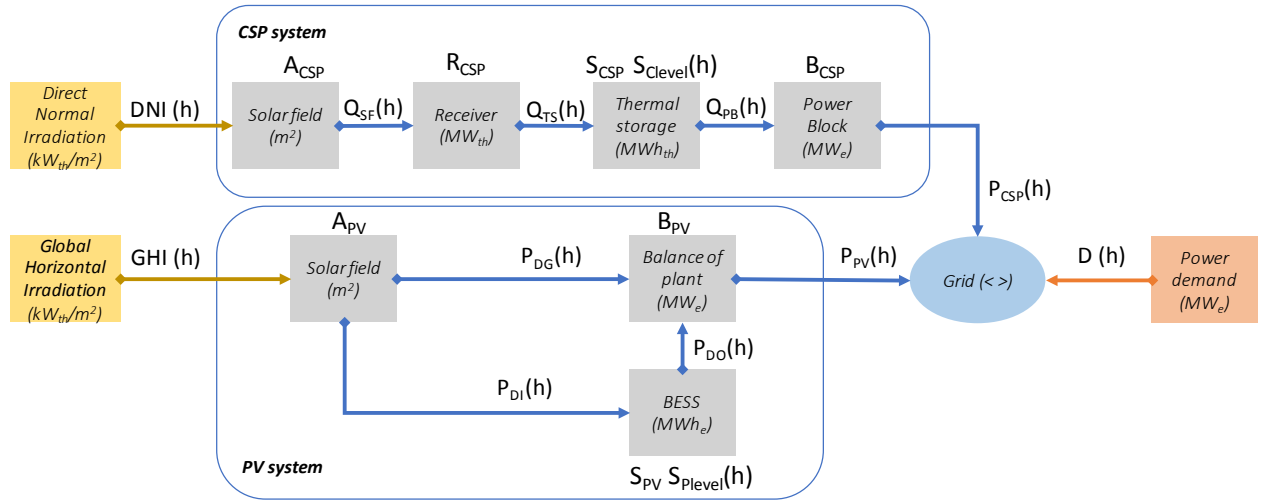 CSP system
A_CSP
R_CSP
S_CSP S_Clevel(h)
B_CSP
Direct
Normal
Irradiation
(kW_th/m²)
DNI (h)
Solar field
(m²)
Q_SF(h)
Receiver
(MW_th)
Q_TS(h)
Thermal
storage
(MWh_th)
Q_PB(h)
Power
Block
(MW_e)
P_CSP(h)
A_PV
B_PV
Global
Horizontal
Irradiation
(kW_th/m²)
GHI (h)
Solar field
(m²)
P_DG(h)
Balance of
plant
(MW_e)
P_PV(h)
Grid (< >)
D (h)
Power
demand
(MW_e)
P_DO(h)
P_DI(h)
BESS
(MWh_e)
PV system
S_PV S_Plevel(h)